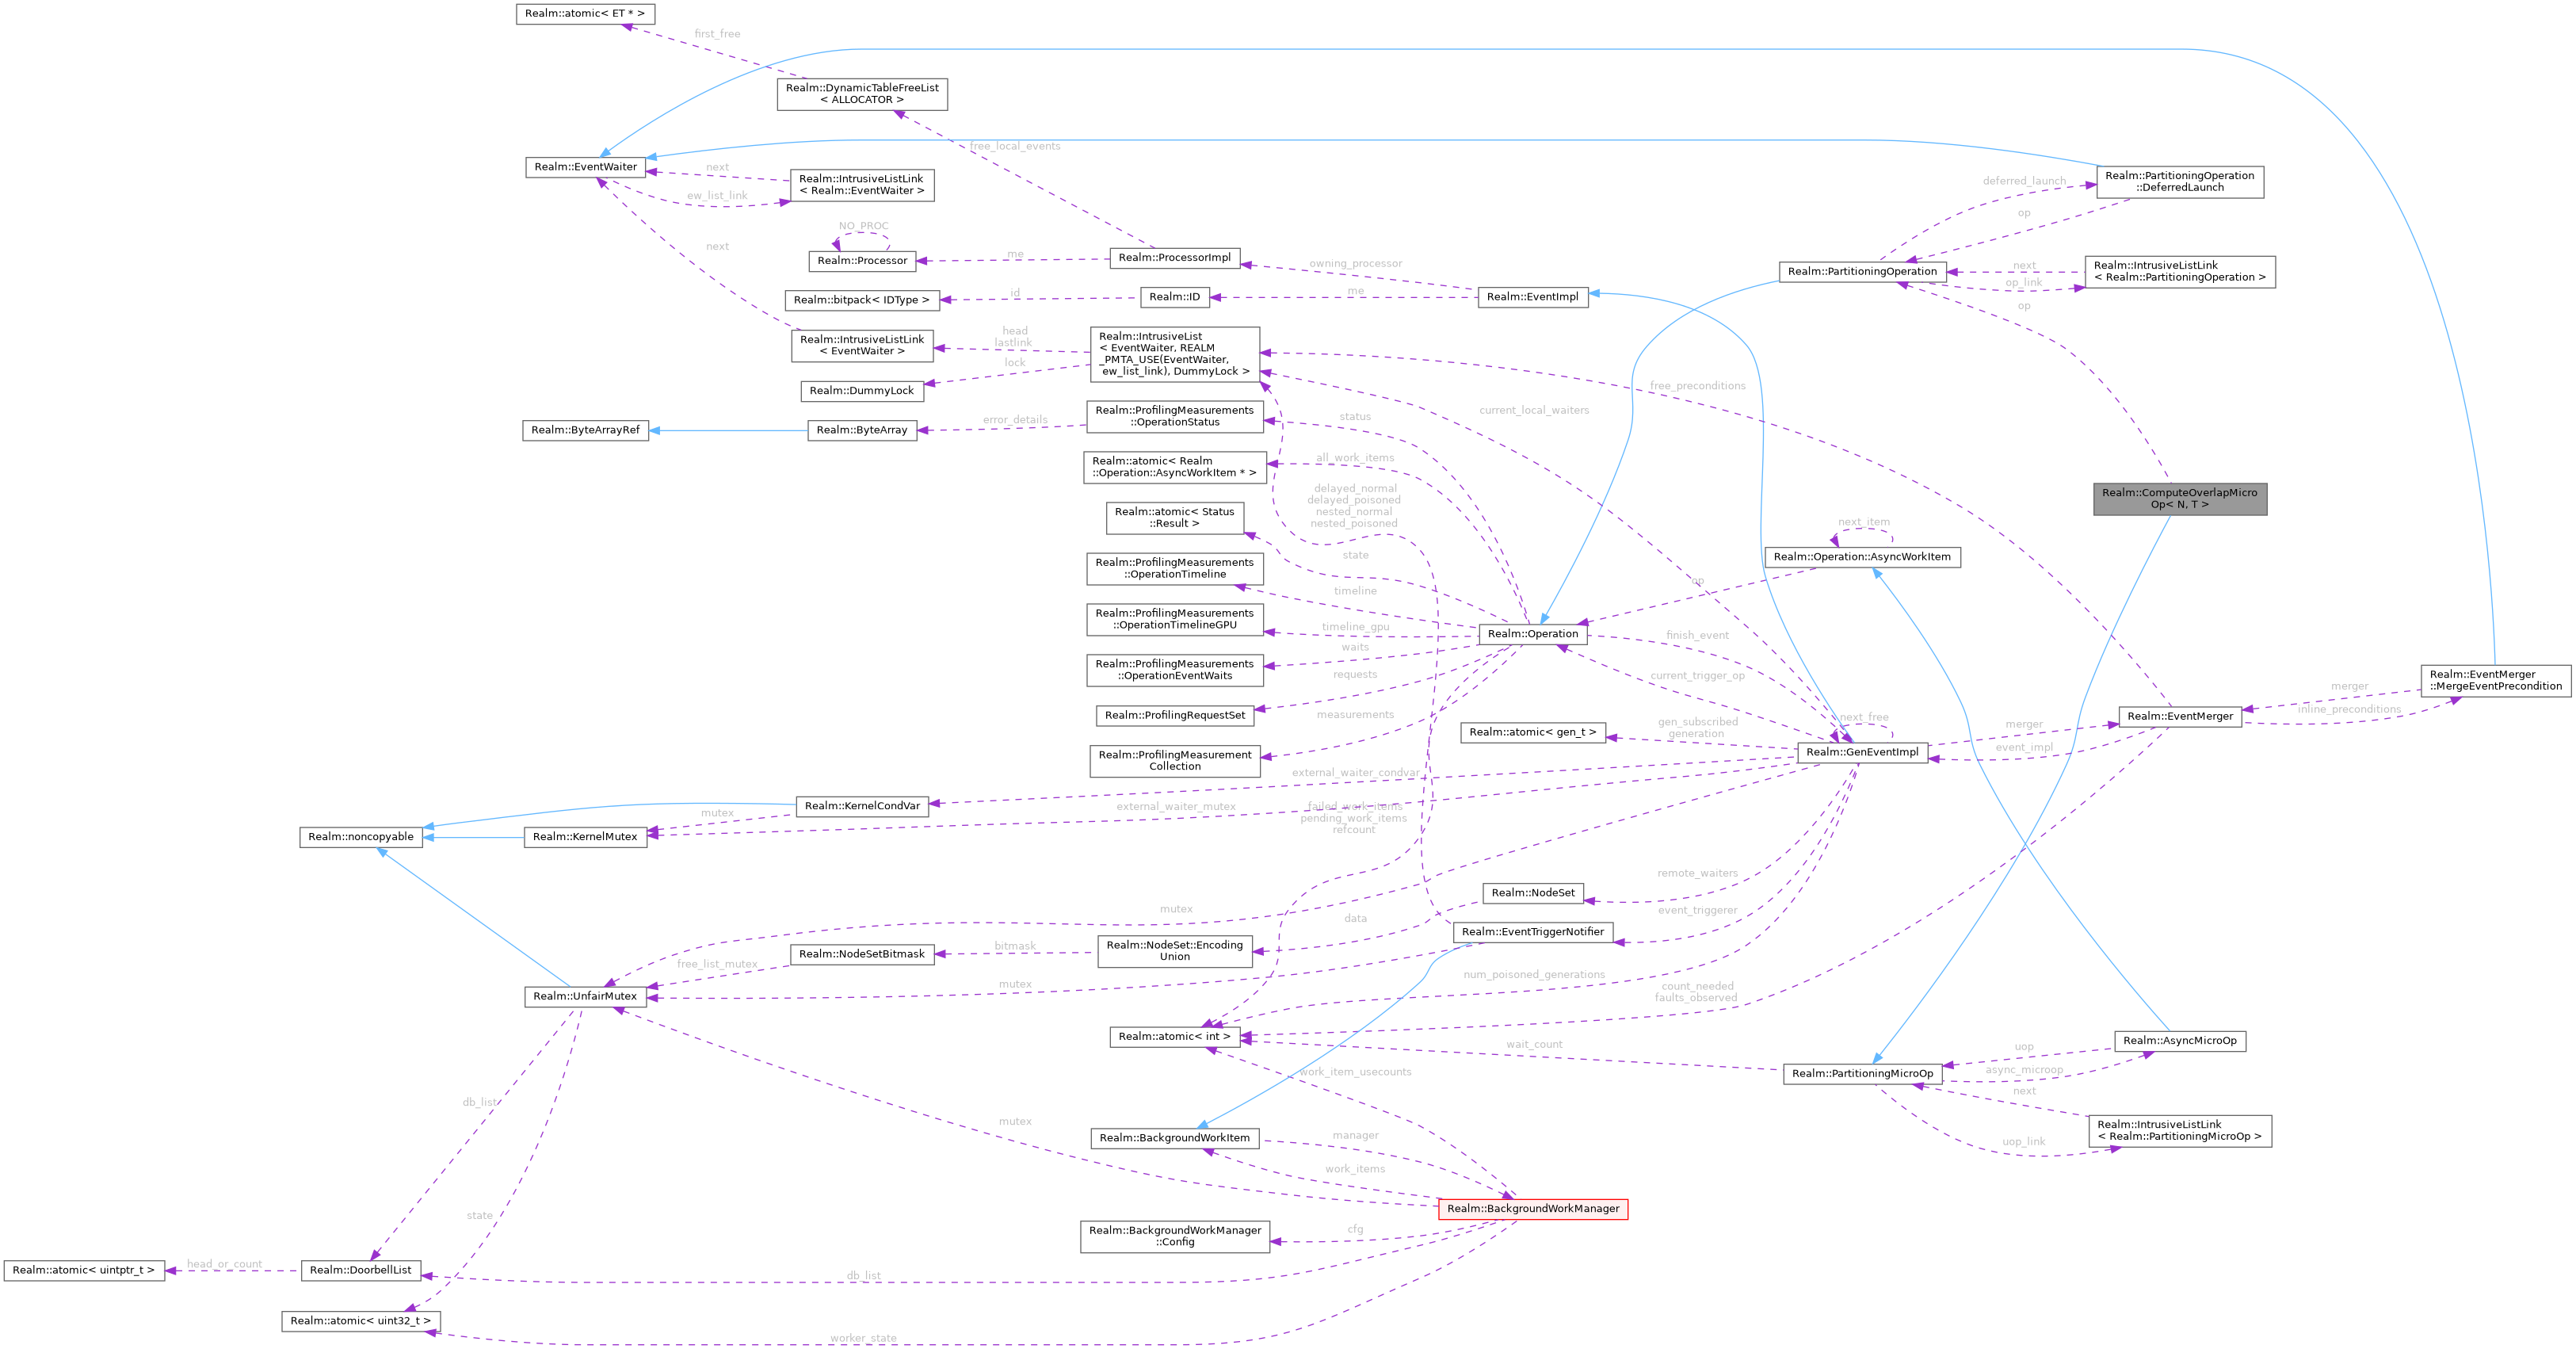 Realm::atomic< ET * >
first_free
Realm::DynamicTableFreeList
< ALLOCATOR >
free_local_events
Realm::EventWaiter
next
ew_list_link
Realm::IntrusiveListLink
< Realm::EventWaiter >
Realm::PartitioningOperation
::DeferredLaunch
deferred_launch
op
next
NO_PROC
Realm::Processor
me
Realm::ProcessorImpl
owning_processor
Realm::PartitioningOperation
next
op_link
Realm::IntrusiveListLink
< Realm::PartitioningOperation >
Realm::bitpack< IDType >
id
Realm::ID
me
Realm::EventImpl
op
Realm::IntrusiveListLink
< EventWaiter >
head
lastlink
lock
Realm::IntrusiveList
< EventWaiter, REALM
_PMTA_USE(EventWaiter,
ew_list_link), DummyLock >
Realm::DummyLock
free_preconditions
current_local_waiters
Realm::ByteArrayRef
Realm::ByteArray
error_details
Realm::ProfilingMeasurements
::OperationStatus
status
Realm::atomic< Realm
::Operation::AsyncWorkItem * >
all_work_items
delayed_normal
delayed_poisoned
nested_normal
nested_poisoned
Realm::ComputeOverlapMicro
Op< N, T >
Realm::atomic< Status
::Result >
state
next_item
Realm::Operation::AsyncWorkItem
op
Realm::ProfilingMeasurements
::OperationTimeline
timeline
Realm::ProfilingMeasurements
::OperationTimelineGPU
timeline_gpu
Realm::Operation
finish_event
Realm::ProfilingMeasurements
::OperationEventWaits
waits
requests
current_trigger_op
Realm::EventMerger
::MergeEventPrecondition
merger
inline_preconditions
Realm::ProfilingRequestSet
measurements
Realm::EventMerger
Realm::ProfilingMeasurement
Collection
Realm::atomic< gen_t >
gen_subscribed
generation
next_free
Realm::GenEventImpl
merger
event_impl
external_waiter_condvar
Realm::KernelCondVar
mutex
external_waiter_mutex
failed_work_items
pending_work_items
refcount
Realm::noncopyable
Realm::KernelMutex
remote_waiters
Realm::NodeSet
mutex
data
event_triggerer
Realm::EventTriggerNotifier
Realm::NodeSet::Encoding
Union
bitmask
Realm::NodeSetBitmask
free_list_mutex
Realm::UnfairMutex
mutex
num_poisoned_generations
count_needed
faults_observed
Realm::atomic< int >
wait_count
Realm::AsyncMicroOp
uop
async_microop
Realm::PartitioningMicroOp
next
uop_link
Realm::IntrusiveListLink
< Realm::PartitioningMicroOp >
work_item_usecounts
db_list
mutex
Realm::BackgroundWorkItem
manager
work_items
Realm::BackgroundWorkManager
state
Realm::BackgroundWorkManager
::Config
cfg
Realm::atomic< uintptr_t >
head_or_count
Realm::DoorbellList
db_list
Realm::atomic< uint32_t >
worker_state